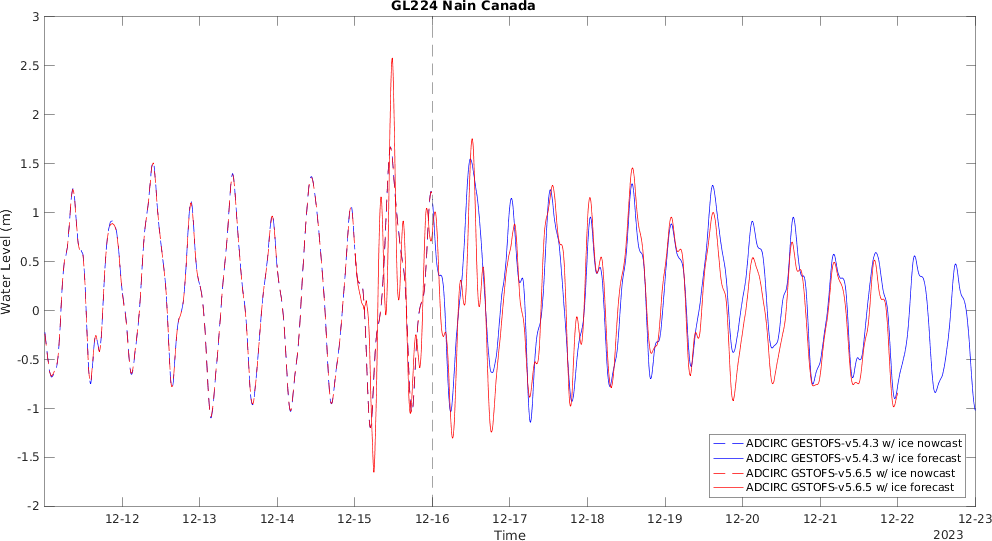 GL224 Nain Canada
3
2.5
2
1.5
1
0.5
0
-0.5
-1
-1.5
-2
Water Level (m)
ADCIRC GESTOFS-v5.4.3 w/ ice nowcast
ADCIRC GESTOFS-v5.4.3 w/ ice forecast
ADCIRC GSTOFS-v5.6.5 w/ ice nowcast
ADCIRC GSTOFS-v5.6.5 w/ ice forecast
12-12 12-13 12-14 12-15 12-16 12-17 12-18 12-19 12-20 12-21 12-22 12-23
Time
2023